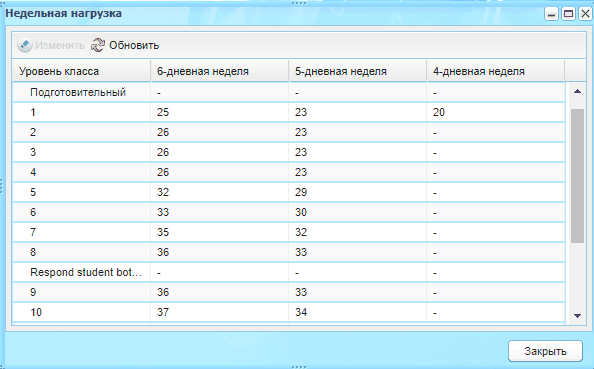 Недельная нагрузка
Изменить Обновить
Уровень класса 6-дневная неделя 5-дневная неделя 4-дневная неделя
Подготовительный - - -
1 25 23 20
2 26 23 -
3 26 23 -
4 26 23 -
5 32 29 -
6 33 30 -
7 35 32 -
8 36 33 -
Respond student bot... - - -
9 36 33 -
10 37 34 -
Закрыть